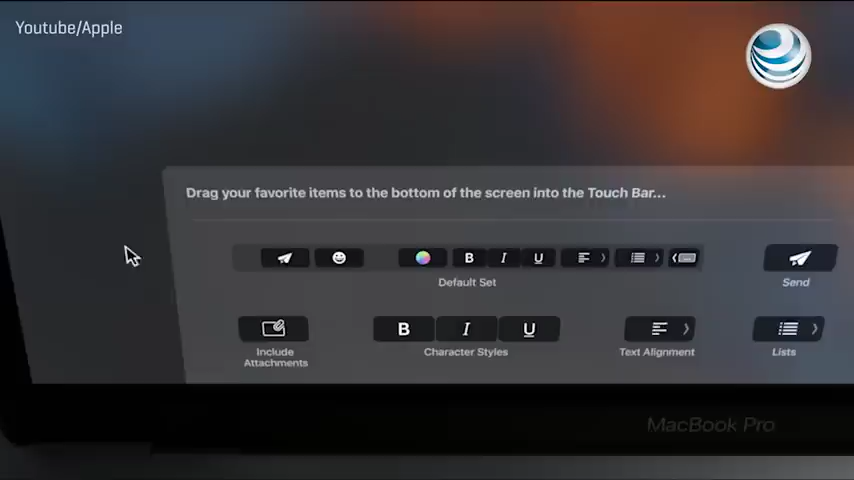 Youtube/Apple
Drag your favorite items to the bottom of the screen into the Touch Bar...
B I U
Default Set
Send
B I U
Include
Attachments
Character Styles
Text Alignment
Lists
MacBook Pro